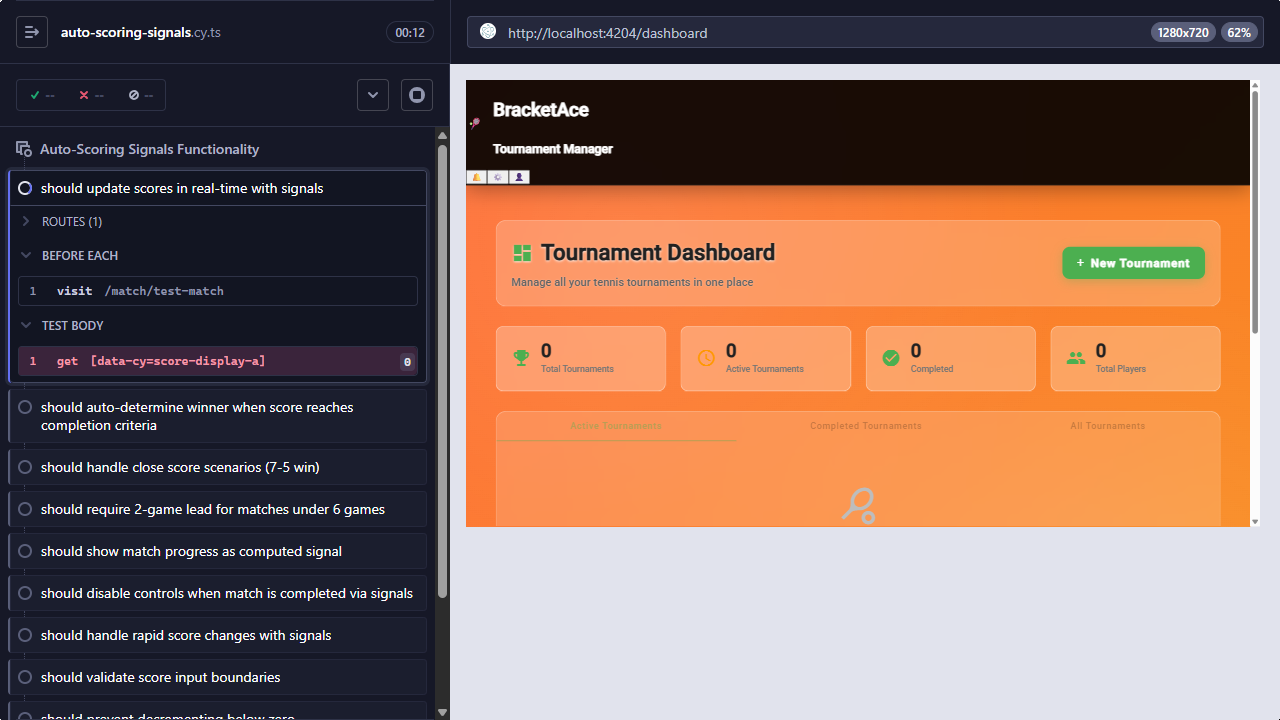 auto-scoring-signals.cy.ts
00:12
--
--
--
Auto-Scoring Signals Functionality
should update scores in real-time with signals
ROUTES (1)
BEFORE EACH
1 visit /match/test-match
TEST BODY
1 get [data-cy=score-display-a] 0
should auto-determine winner when score reaches
completion criteria
should handle close score scenarios (7-5 win)
should require 2-game lead for matches under 6 games
should show match progress as computed signal
should disable controls when match is completed via signals
should handle rapid score changes with signals
should validate score input boundaries
should prevent decrementing below zero
http://localhost:4204/dashboard
1280x720
62%
BracketAce
Tournament Manager
Tournament Dashboard
Manage all your tennis tournaments in one place
+ New Tournament
0
Total Tournaments
0
Active Tournaments
0
Completed
0
Total Players
Active Tournaments
Completed Tournaments
All Tournaments